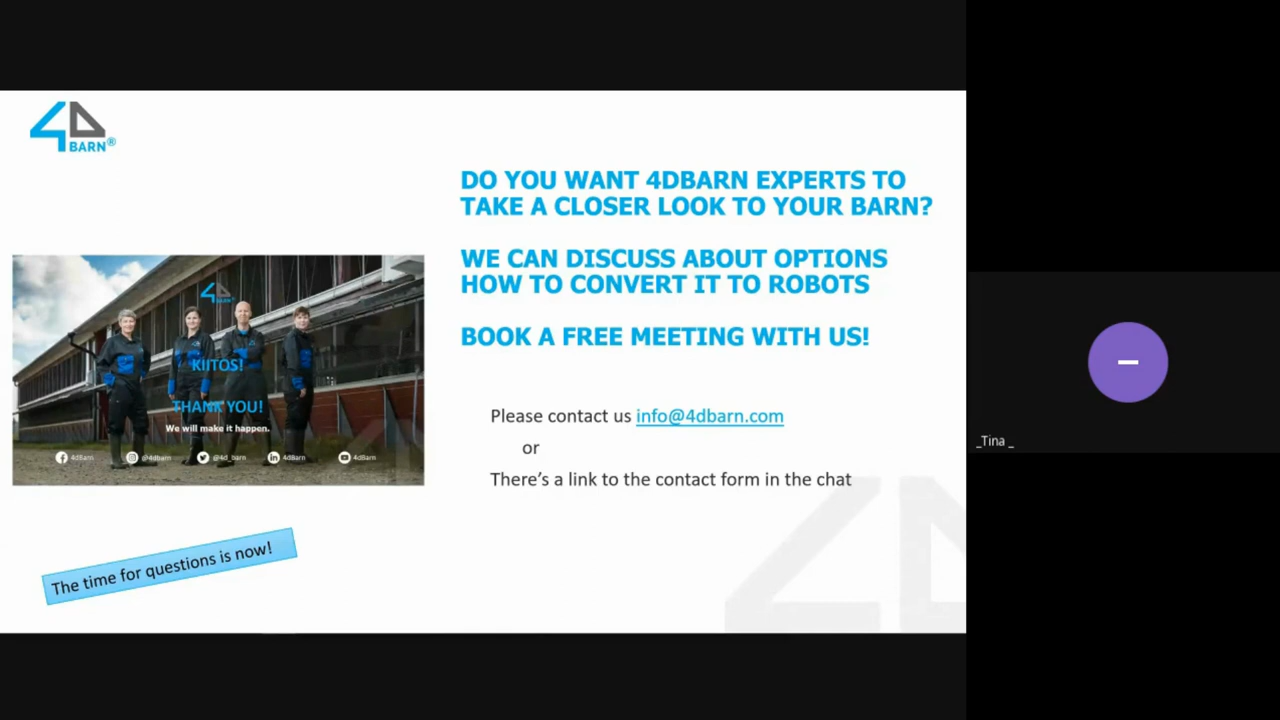 4D
BARN®
DO YOU WANT 4DBARN EXPERTS TO
TAKE A CLOSER LOOK TO YOUR BARN?
WE CAN DISCUSS ABOUT OPTIONS
HOW TO CONVERT IT TO ROBOTS
BOOK A FREE MEETING WITH US!
4D
BARN
KIITOS!
THANK YOU!
We will make it happen.
4dBarn @4dbarn @4d_barn 4dBarn 4dBarn
Please contact us info@4dbarn.com
or
There's a link to the contact form in the chat
The time for questions is now!
_Tina _